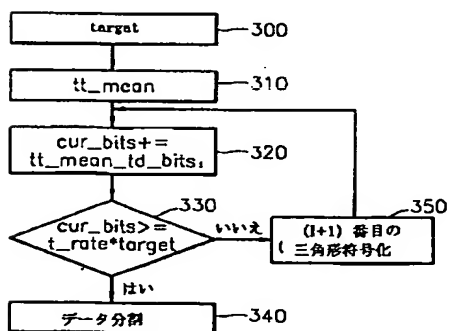 target
300
tt_mean
310
cur_bits+=
tt_mean_td_bits;
320
330
cur_bits>=
t_rate*target
いいえ
350
(I+1) 番目の
三角形符号化
はい
データ分割
340